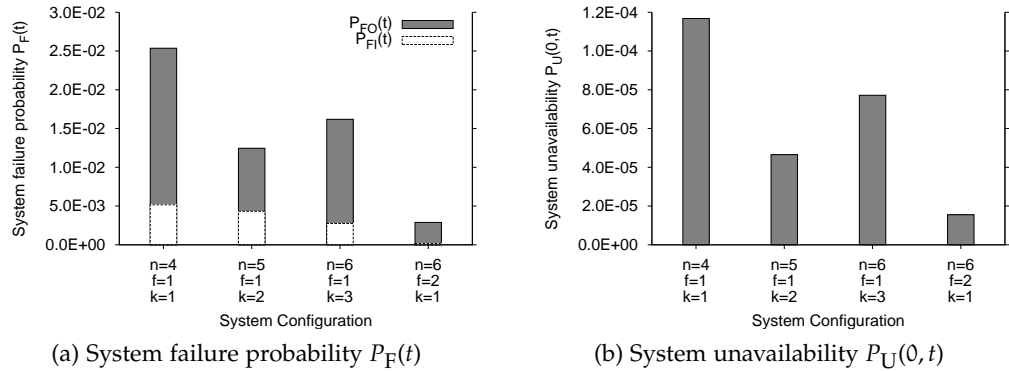 System failure probability P_F(t)
3.0E-02
2.5E-02
2.0E-02
1.5E-02
1.0E-02
5.0E-03
0.0E+00
P_FO(t)
P_FI(t)
n=4 n=5 n=6 n=6
f=1 f=1 f=1 f=2
k=1 k=2 k=3 k=1
System Configuration
(a) System failure probability P_F(t)
System unavailability P_U(0,t)
1.2E-04
1.0E-04
8.0E-05
6.0E-05
4.0E-05
2.0E-05
0.0E+00
n=4 n=5 n=6 n=6
f=1 f=1 f=1 f=2
k=1 k=2 k=3 k=1
System Configuration
(b) System unavailability P_U(0, t)